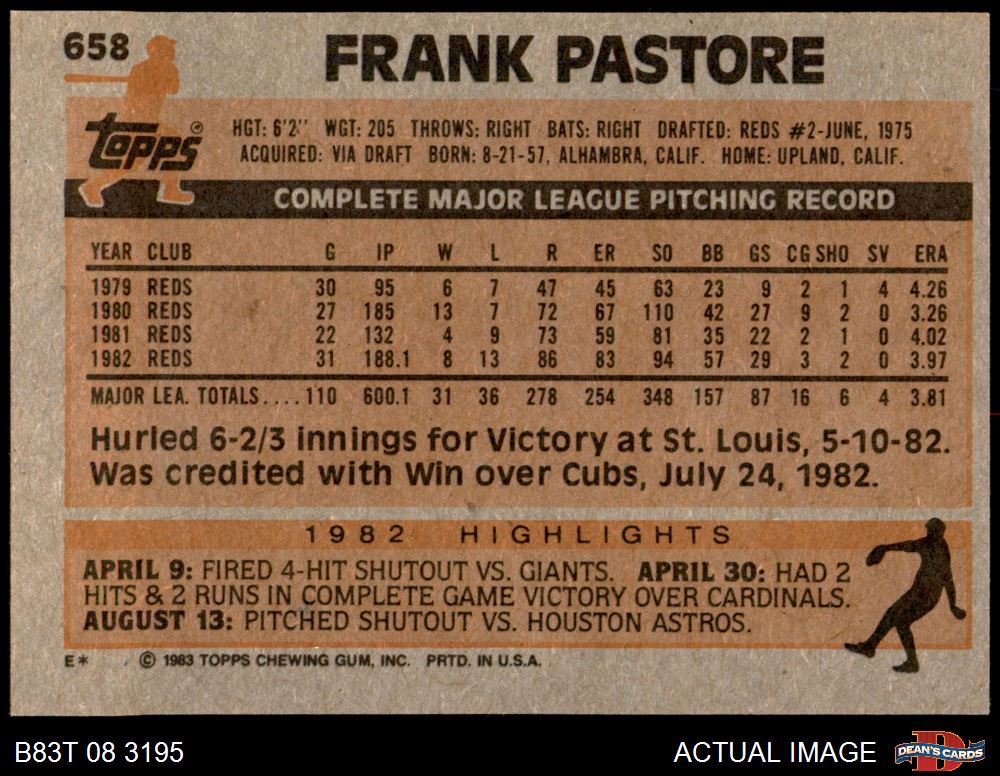 658
FRANK PASTORE
topps®
HGT: 6'2" WGT: 205 THROWS: RIGHT BATS: RIGHT DRAFTED: REDS #2-JUNE, 1975
ACQUIRED: VIA DRAFT BORN: 8-21-57, ALHAMBRA, CALIF. HOME: UPLAND, CALIF.
COMPLETE MAJOR LEAGUE PITCHING RECORD
YEAR CLUB G IP W L R ER SO BB GS CG SHO SV ERA
1979 REDS 30 95 6 7 47 45 63 23 9 2 1 4 4.26
1980 REDS 27 185 13 7 72 67 110 42 27 9 2 0 3.26
1981 REDS 22 132 4 9 73 59 81 35 22 2 1 0 4.02
1982 REDS 31 188.1 8 13 86 83 94 57 29 3 2 0 3.97
MAJOR LEA. TOTALS....110 600.1 31 36 278 254 348 157 87 16 6 4 3.81
Hurled 6-2/3 innings for Victory at St. Louis, 5-10-82.
Was credited with Win over Cubs, July 24, 1982.
1982 HIGHLIGHTS
APRIL 9: FIRED 4-HIT SHUTOUT VS. GIANTS. APRIL 30: HAD 2
HITS & 2 RUNS IN COMPLETE GAME VICTORY OVER CARDINALS.
AUGUST 13: PITCHED SHUTOUT VS. HOUSTON ASTROS.
E* © 1983 TOPPS CHEWING GUM, INC. PRTD. IN U.S.A.
B83T 08 3195 ACTUAL IMAGE D DEAN'S CARDS